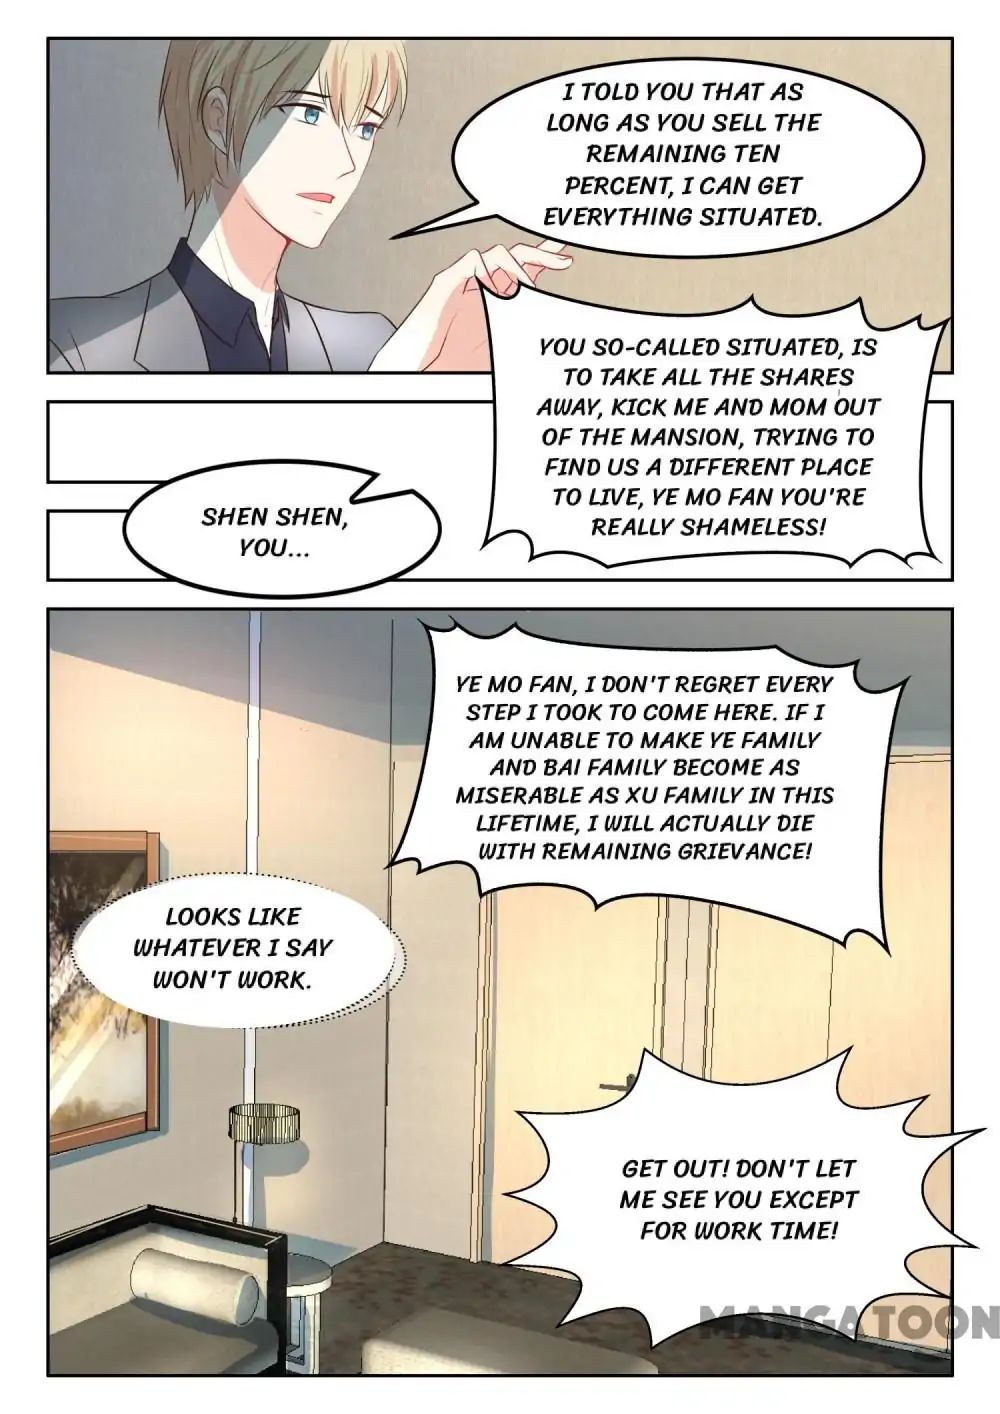 I TOLD YOU THAT AS
LONG AS YOU SELL THE
REMAINING TEN
PERCENT, I CAN GET
EVERYTHING SITUATED.
YOU SO-CALLED SITUATED, IS
TO TAKE ALL THE SHARES
AWAY, KICK ME AND MOM OUT
OF THE MANSION, TRYING TO
FIND US A DIFFERENT PLACE
TO LIVE, YE MO FAN YOU'RE
REALLY SHAMELESS!
SHEN SHEN,
YOU...
YE MO FAN, I DON'T REGRET EVERY
STEP I TOOK TO COME HERE. IF I
AM UNABLE TO MAKE YE FAMILY
AND BAI FAMILY BECOME AS
MISERABLE AS XU FAMILY IN THIS
LIFETIME, I WILL ACTUALLY DIE
WITH REMAINING GRIEVANCE!
LOOKS LIKE
WHATEVER I SAY
WON'T WORK.
GET OUT! DON'T LET
ME SEE YOU EXCEPT
FOR WORK TIME!
MANGATOON